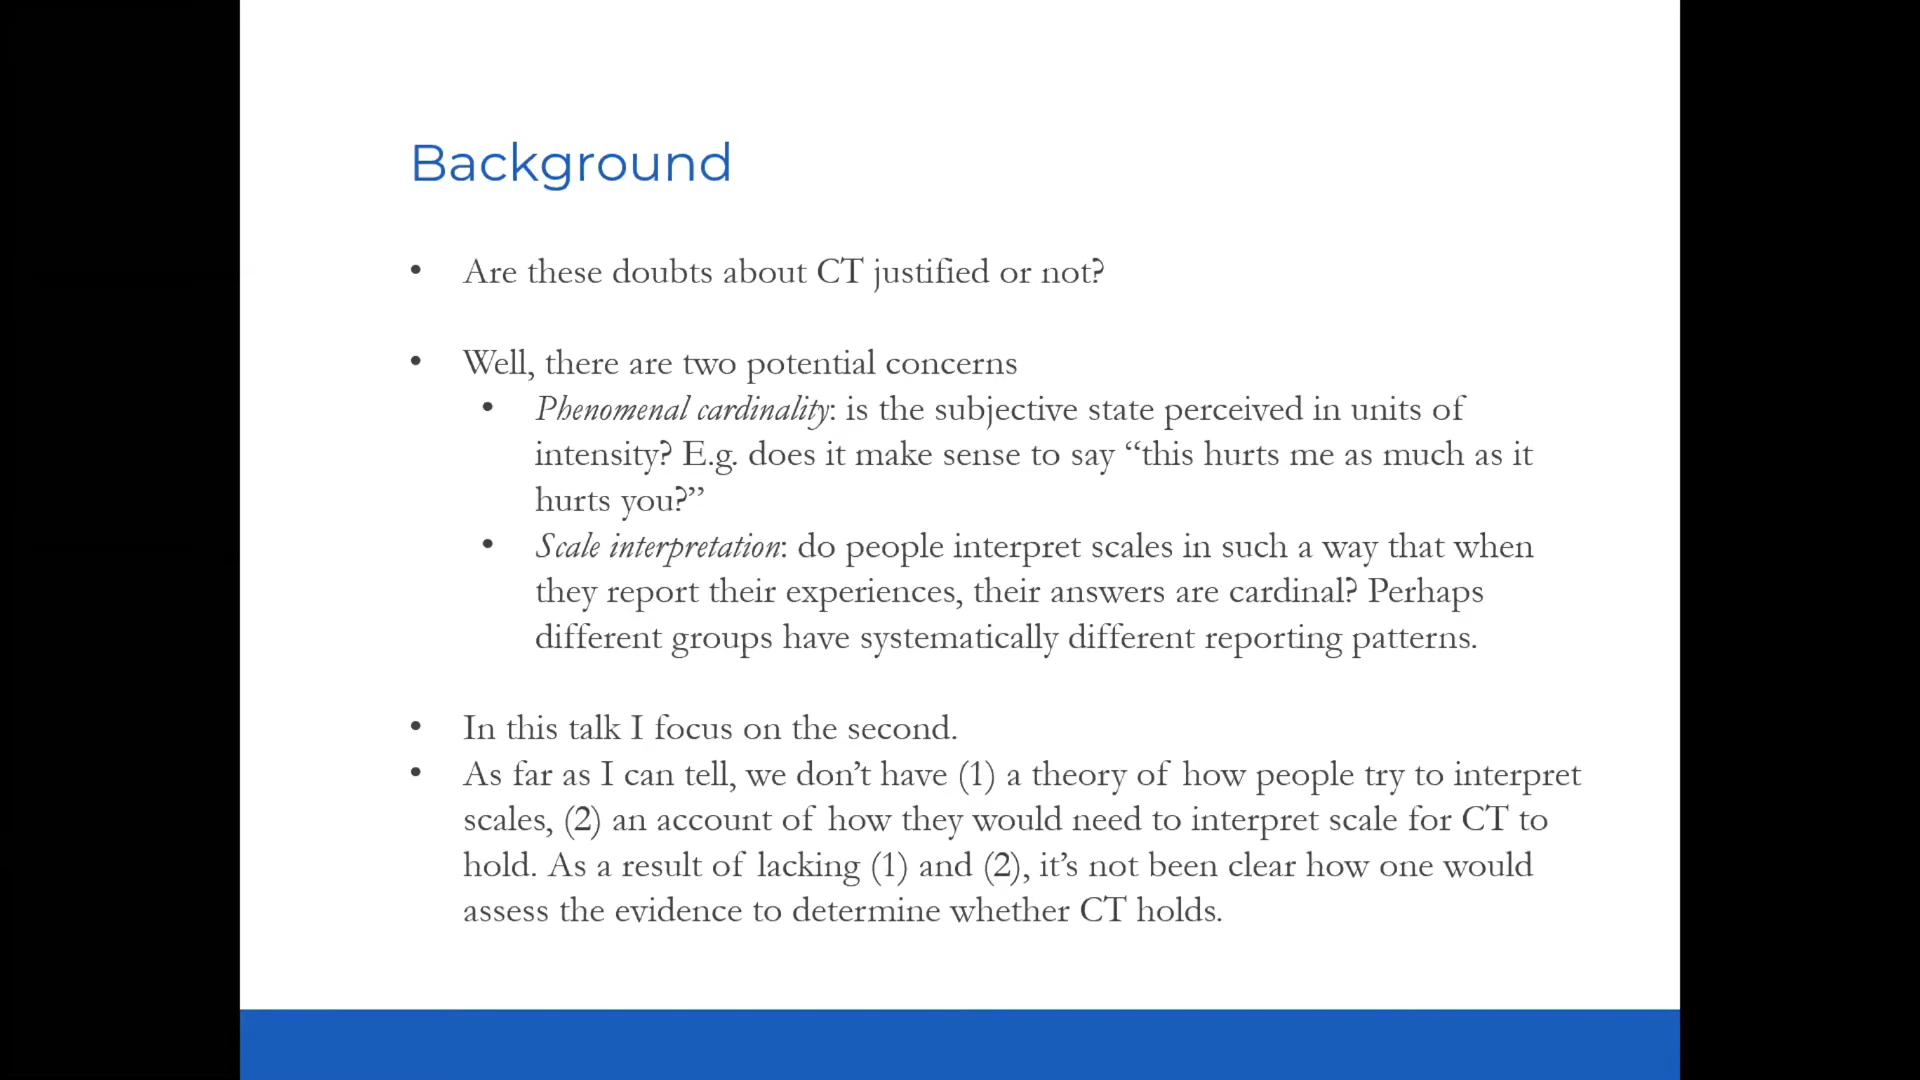 Background
• Are these doubts about CT justified or not?
• Well, there are two potential concerns
• Phenomenal cardinality: is the subjective state perceived in units of
intensity? E.g. does it make sense to say “this hurts me as much as it
hurts you?”
• Scale interpretation: do people interpret scales in such a way that when
they report their experiences, their answers are cardinal? Perhaps
different groups have systematically different reporting patterns.
• In this talk I focus on the second.
• As far as I can tell, we don’t have (1) a theory of how people try to interpret
scales, (2) an account of how they would need to interpret scale for CT to
hold. As a result of lacking (1) and (2), it’s not been clear how one would
assess the evidence to determine whether CT holds.